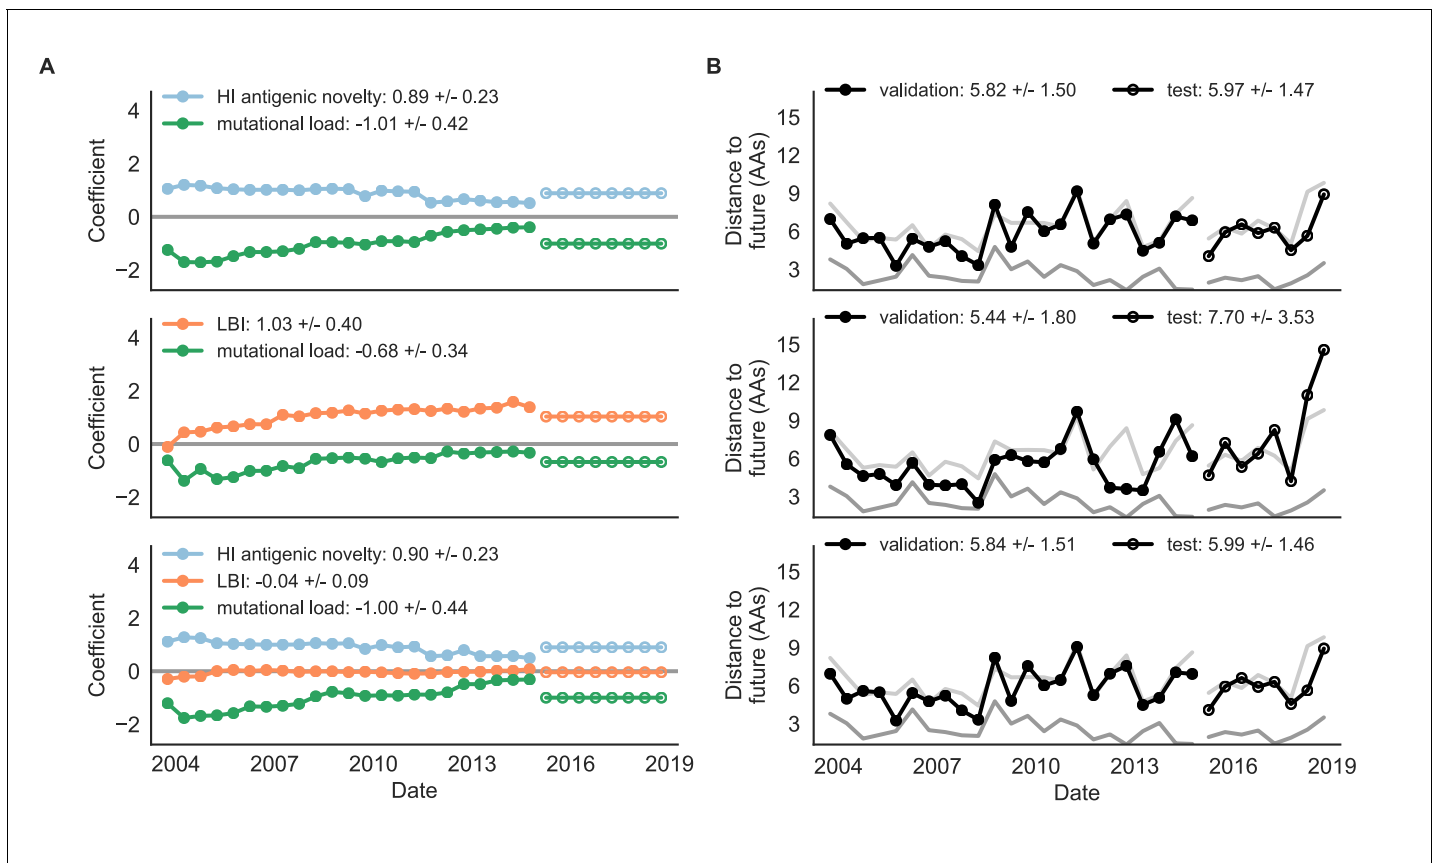 A
HI antigenic novelty: 0.89 +/- 0.23
mutational load: -1.01 +/- 0.42
Coefficient
4
2
0
−2
LBI: 1.03 +/- 0.40
mutational load: -0.68 +/- 0.34
Coefficient
4
2
0
−2
HI antigenic novelty: 0.90 +/- 0.23
LBI: -0.04 +/- 0.09
mutational load: -1.00 +/- 0.44
Coefficient
4
2
0
−2
2004 2007 2010 2013 2016 2019
Date
B
validation: 5.82 +/- 1.50 test: 5.97 +/- 1.47
Distance to
future (AAs)
15
12
9
6
3
validation: 5.44 +/- 1.80 test: 7.70 +/- 3.53
Distance to
future (AAs)
15
12
9
6
3
validation: 5.84 +/- 1.51 test: 5.99 +/- 1.46
Distance to
future (AAs)
15
12
9
6
3
2004 2007 2010 2013 2016 2019
Date